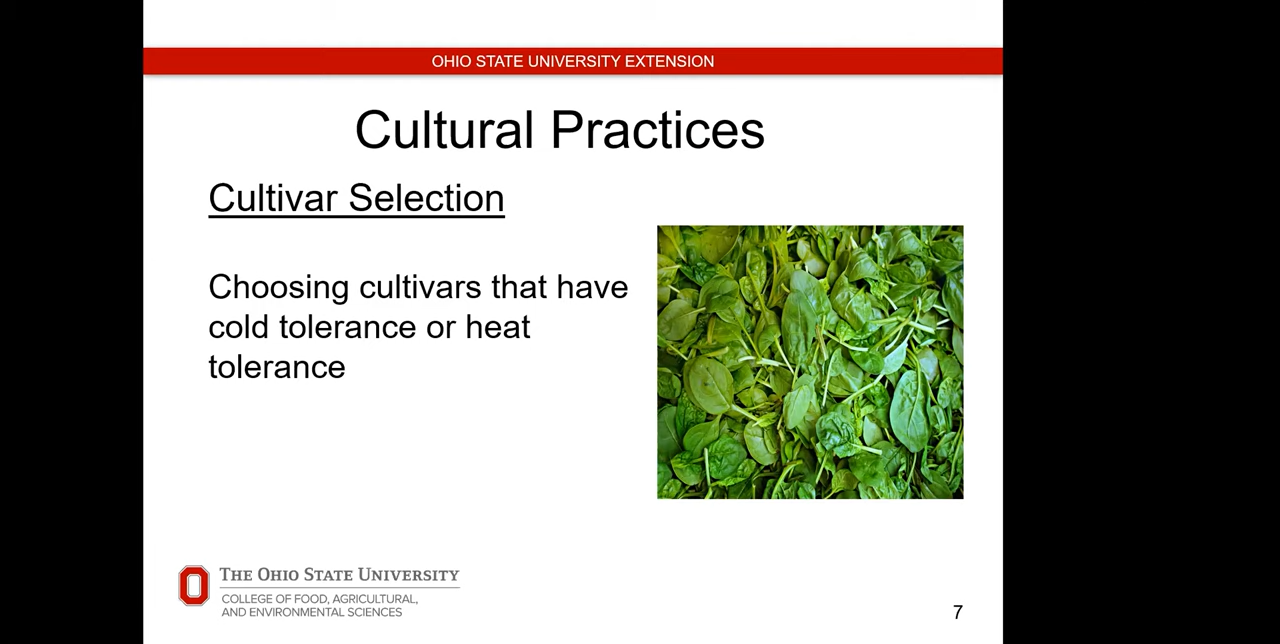 OHIO STATE UNIVERSITY EXTENSION
Cultural Practices
Cultivar Selection
Choosing cultivars that have
cold tolerance or heat
tolerance
THE OHIO STATE UNIVERSITY
COLLEGE OF FOOD, AGRICULTURAL,
AND ENVIRONMENTAL SCIENCES
7